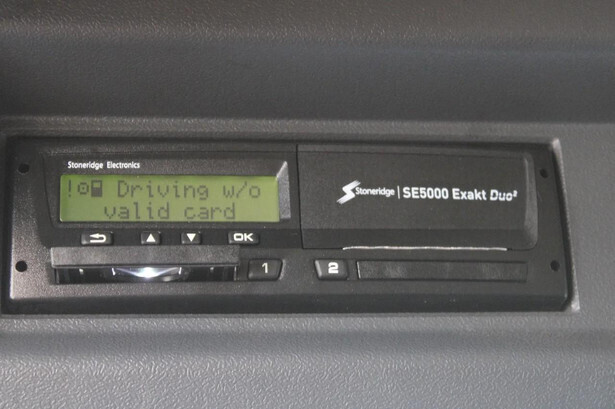 Stoneridge Electronics
! Driving w/o
valid card
OK
1
2
Stoneridge | SE5000 Exakt Duo²